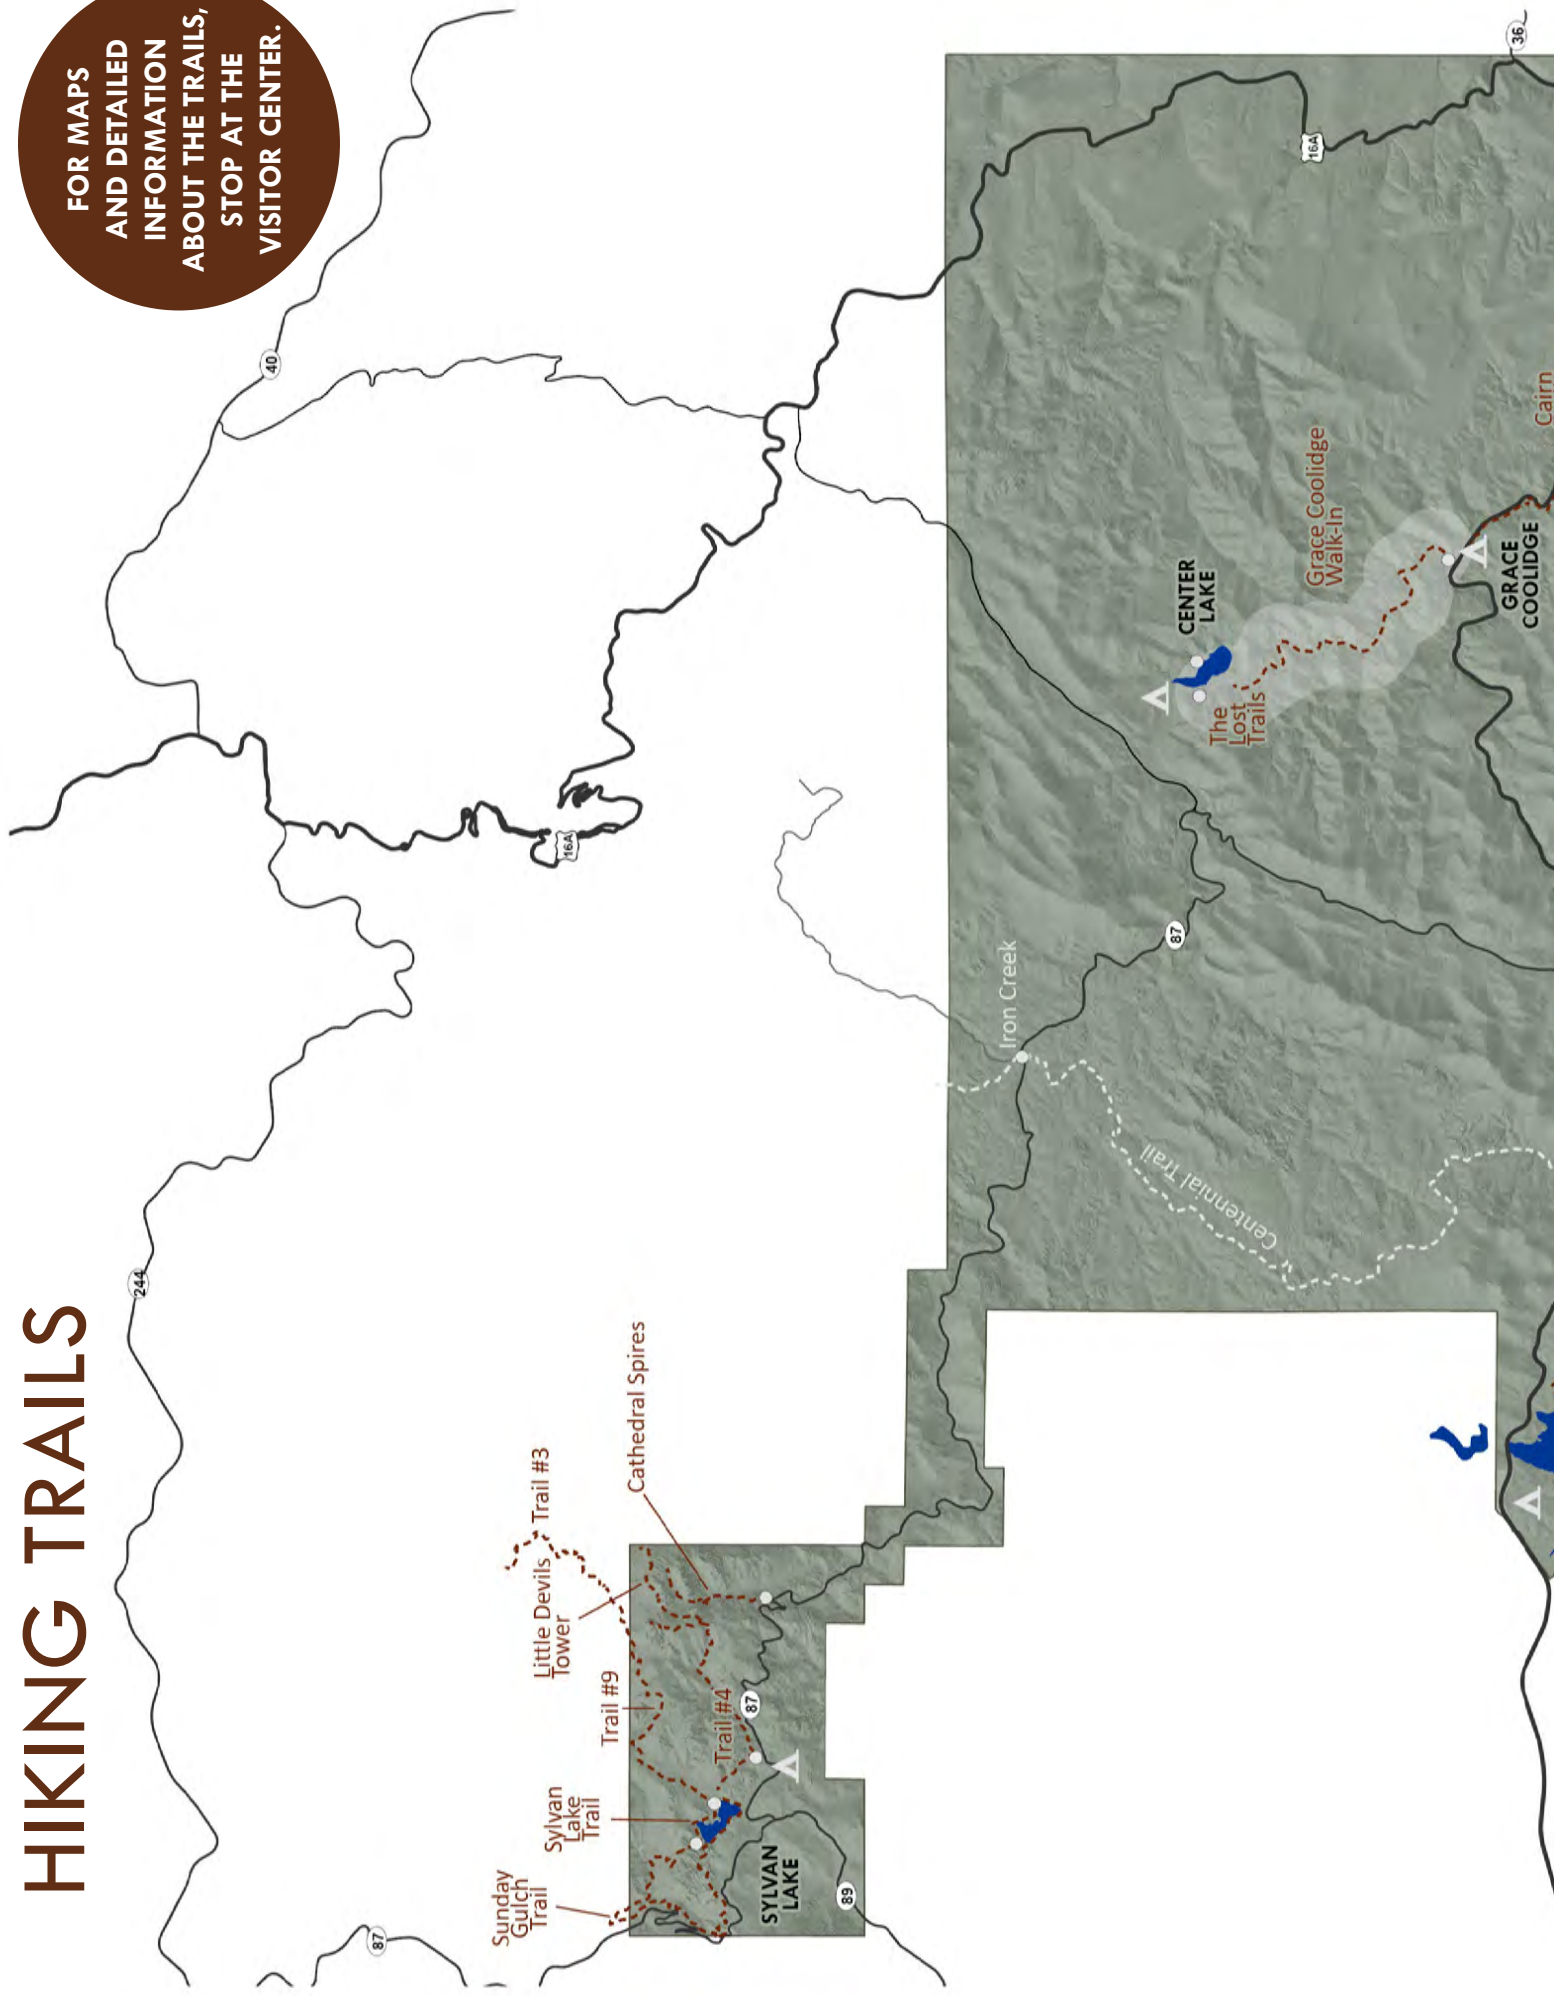 HIKING TRAILS
FOR MAPS
AND DETAILED
INFORMATION
ABOUT THE TRAILS,
STOP AT THE
VISITOR CENTER.
244
40
87
16A
Sunday
Gulch
Trail
Sylvan
Lake
Trail
Trail #9
Little Devils
Tower
Trail #3
Cathedral Spires
Trail #4
87
SYLVAN
LAKE
89
Iron Creek
87
Centennial Trail
CENTER
LAKE
The
Lost
Trails
Grace Coolidge
Walk-In
16A
GRACE
COOLIDGE
36
Cairn